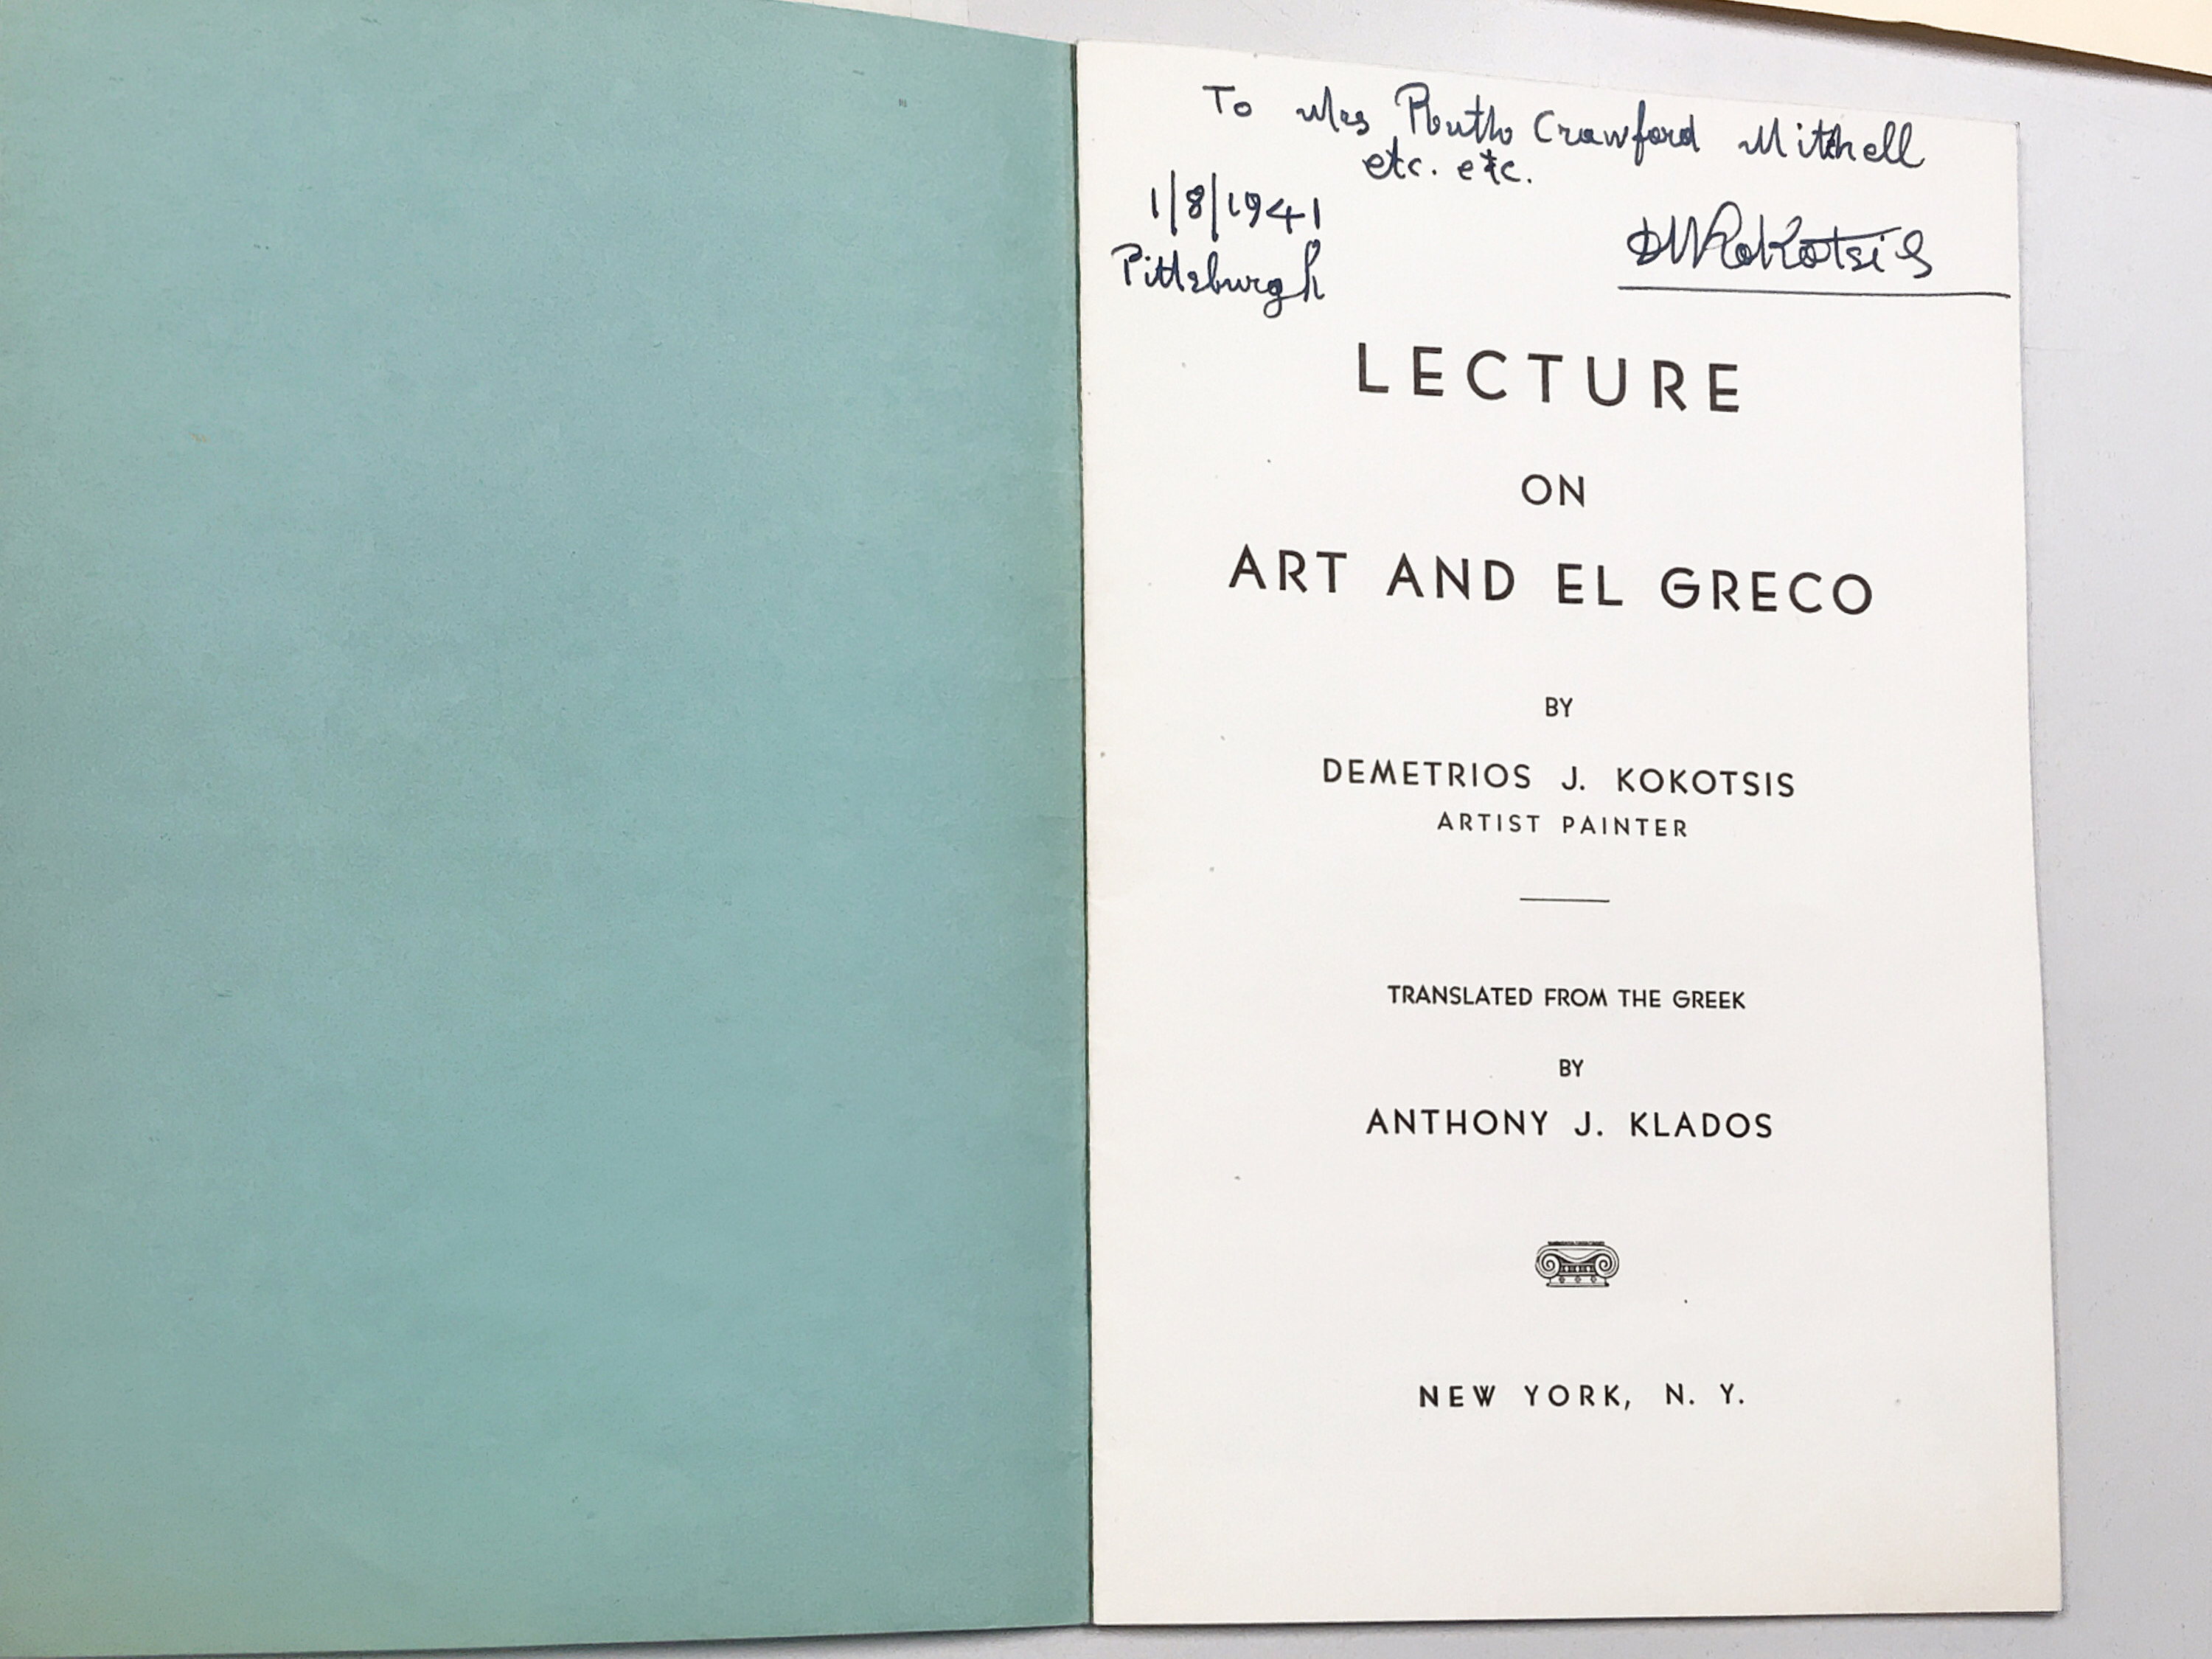 To Mrs Ruth Crawford Mitchell
etc. etc.
1/8/1941
Pittsburgh
Kokotsis
LECTURE
ON
ART AND EL GRECO
BY
DEMETRIOS J. KOKOTSIS
ARTIST PAINTER
TRANSLATED FROM THE GREEK
BY
ANTHONY J. KLADOS
NEW YORK, N. Y.